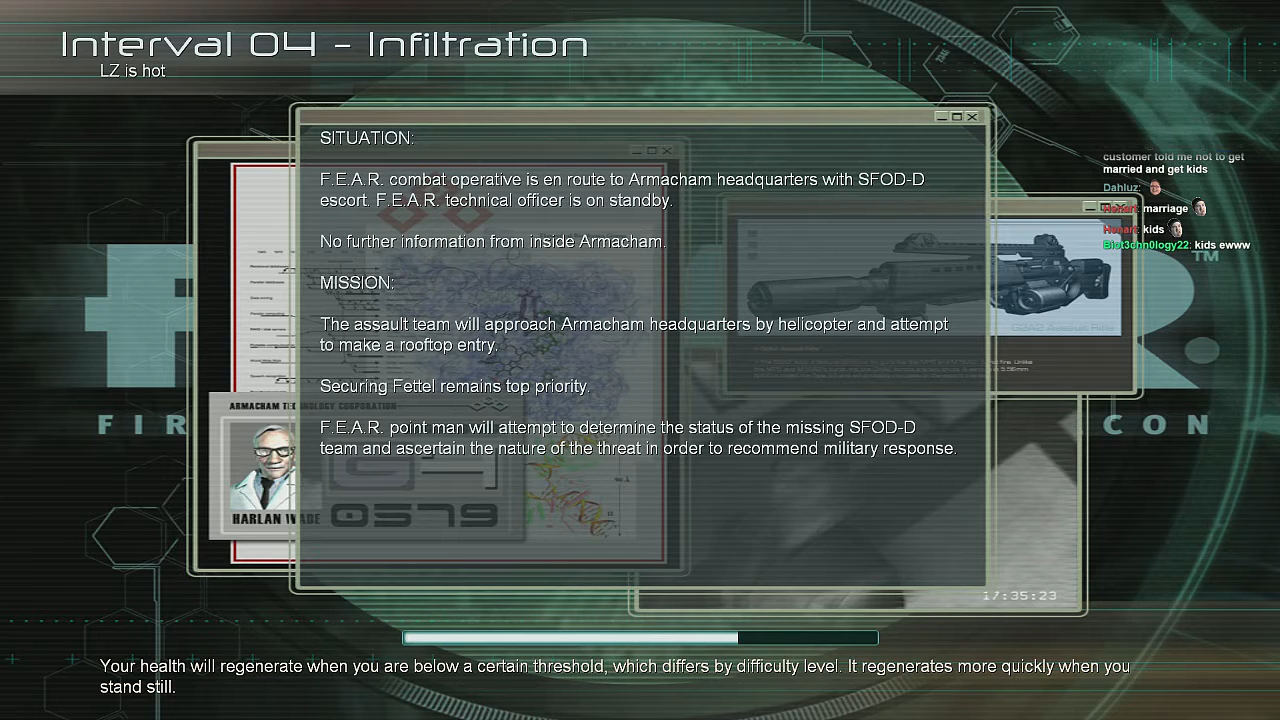 Interval 04 - Infiltration
LZ is hot
SITUATION:
F.E.A.R. combat operative is en route to Armacham headquarters with SFOD-D
escort. F.E.A.R. technical officer is on standby.
No further information from inside Armacham.
MISSION:
The assault team will approach Armacham headquarters by helicopter and attempt
to make a rooftop entry.
Securing Fettel remains top priority.
F.E.A.R. point man will attempt to determine the status of the missing SFOD-D
team and ascertain the nature of the threat in order to recommend military response.
customer told me not to get
married and get kids
Dahluz:
marriage
kids
kids ewww
TM
G2A2 Assault Rifle
FIR
CON
ARMACHAM TECHNOLOGY CORPORATION
HARLAN WADE
0579
17:35:23
Your health will regenerate when you are below a certain threshold, which differs by difficulty level. It regenerates more quickly when you
stand still.